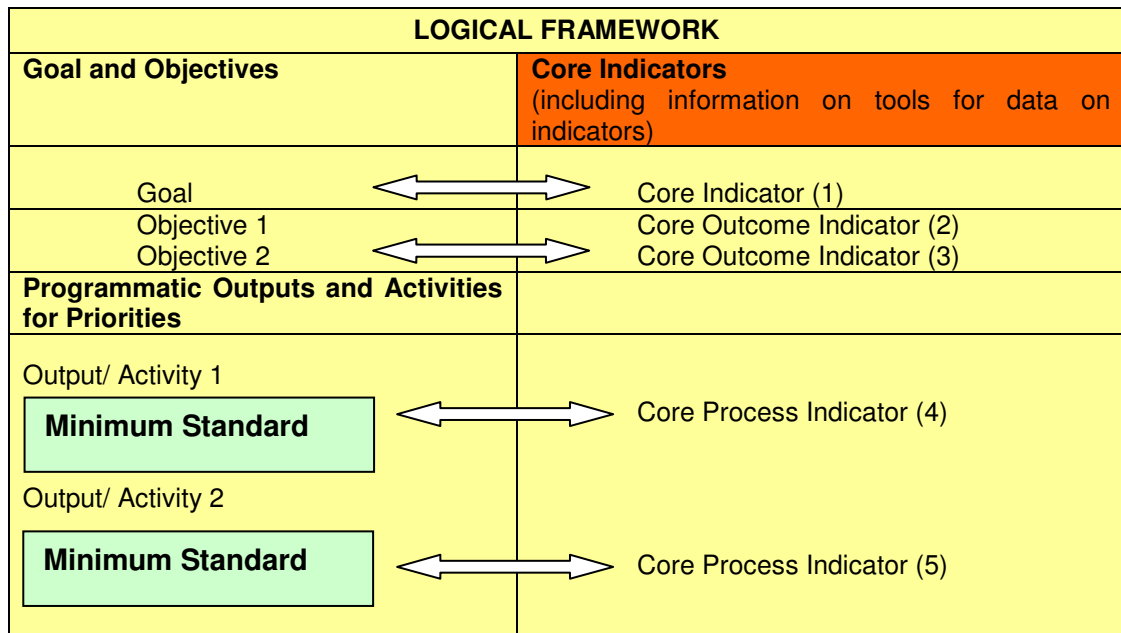 LOGICAL FRAMEWORK
Goal and Objectives
Core Indicators
(including information on tools for data on
indicators)
Goal
Core Indicator (1)
Objective 1
Core Outcome Indicator (2)
Objective 2
Core Outcome Indicator (3)
Programmatic Outputs and Activities
for Priorities
Output/ Activity 1
Minimum Standard
Core Process Indicator (4)
Output/ Activity 2
Minimum Standard
Core Process Indicator (5)